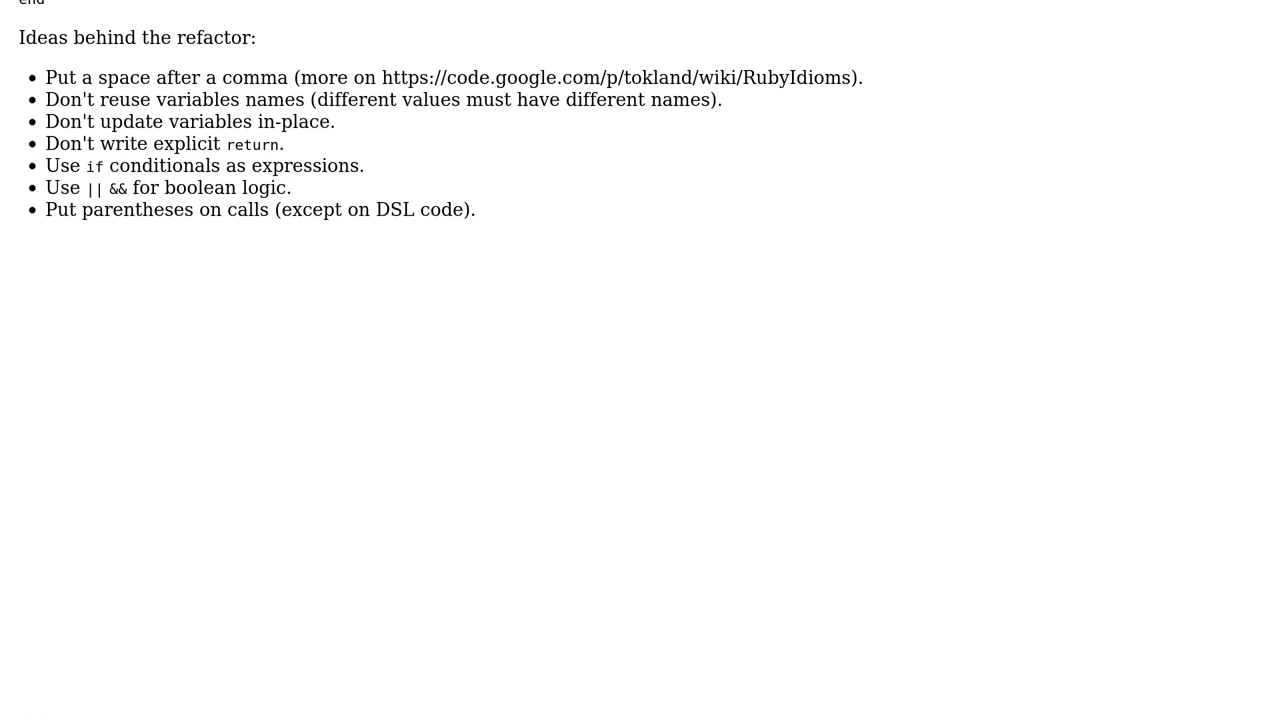 end
Ideas behind the refactor:
Put a space after a comma (more on https://code.google.com/p/tokland/wiki/RubyIdioms).
Don't reuse variables names (different values must have different names).
Don't update variables in-place.
Don't write explicit return.
Use if conditionals as expressions.
Use || && for boolean logic.
Put parentheses on calls (except on DSL code).